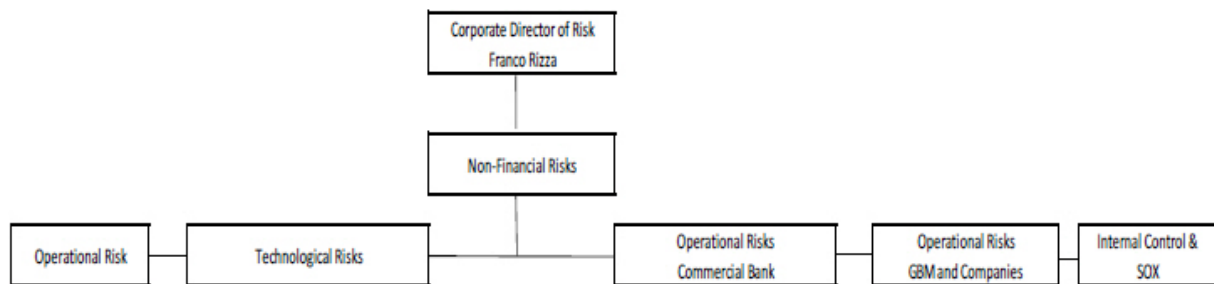 Corporate Director of Risk
Franco Rizza
Non-Financial Risks
Operational Risk
Technological Risks
Operational Risks
Commercial Bank
Operational Risks
GBM and Companies
Internal Control &
SOX